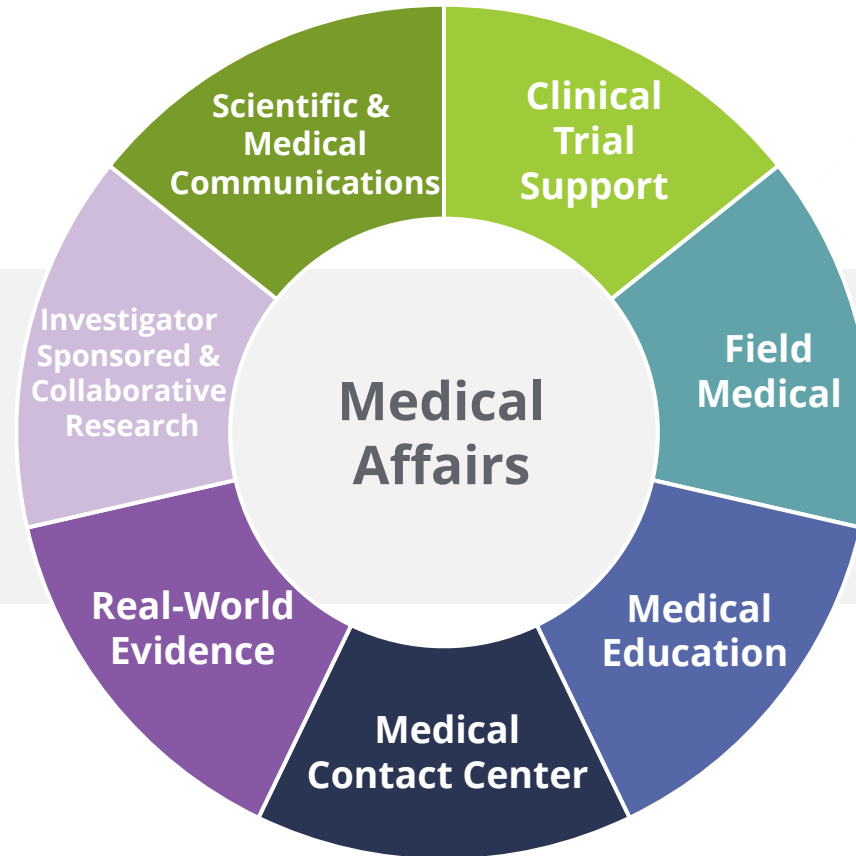 Clinical
Trial
Support
Field
Medical
Medical
Education
Medical
Contact Center
Real-World
Evidence
Investigator
Sponsored &
Collaborative
Research
Scientific &
Medical
Communications
Medical
Affairs